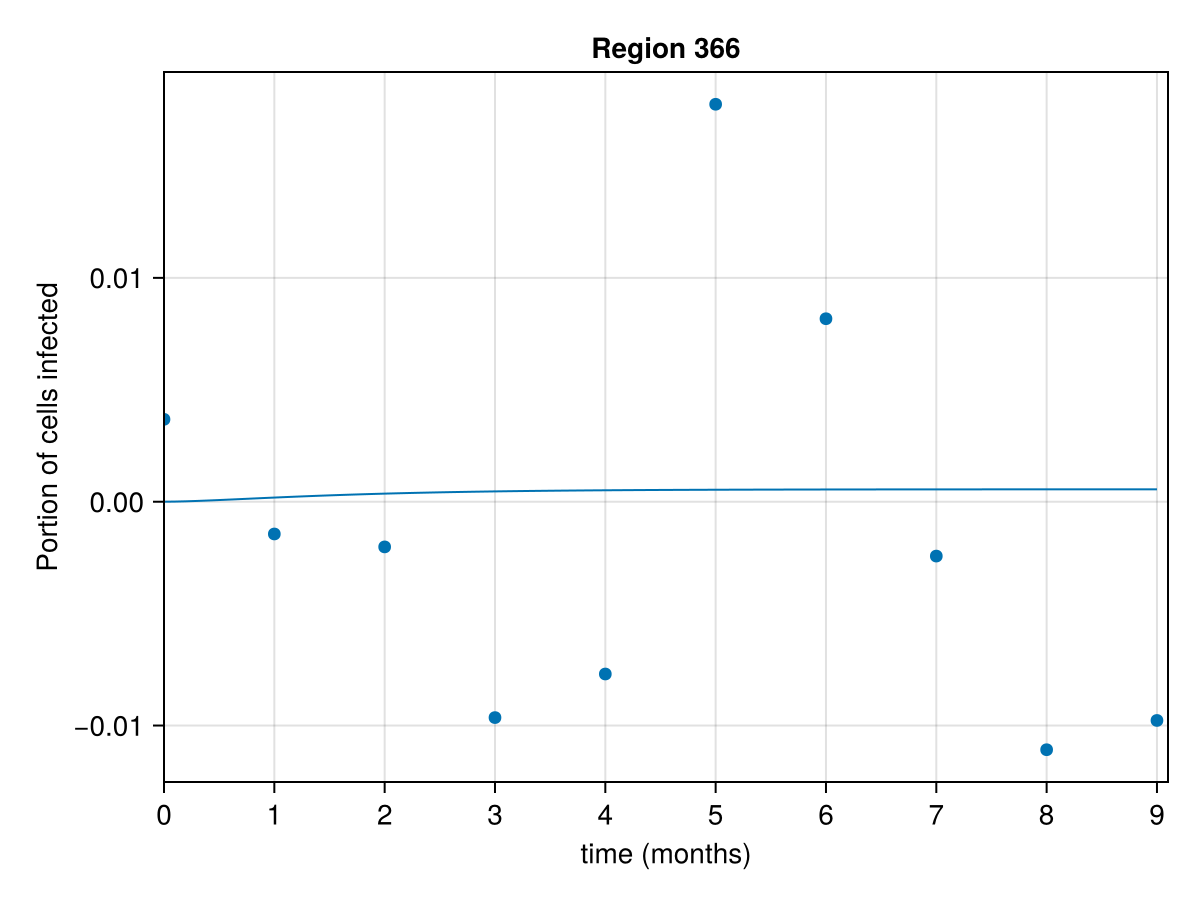 Region 366
Portion of cells infected
0.01
0.00
−0.01
0 1 2 3 4 5 6 7 8 9
time (months)